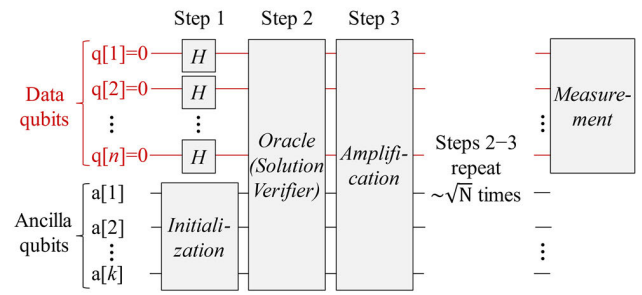 Step 1 Step 2 Step 3
q[1]=0 H
q[2]=0 H
Data
qubits
q[n]=0 H
Oracle
(Solution
Verifier)
Amplifi-
cation
Steps 2−3
repeat
~√N times
Measure-
ment
Ancilla
qubits
a[1]
a[2]
a[k]
Initiali-
zation